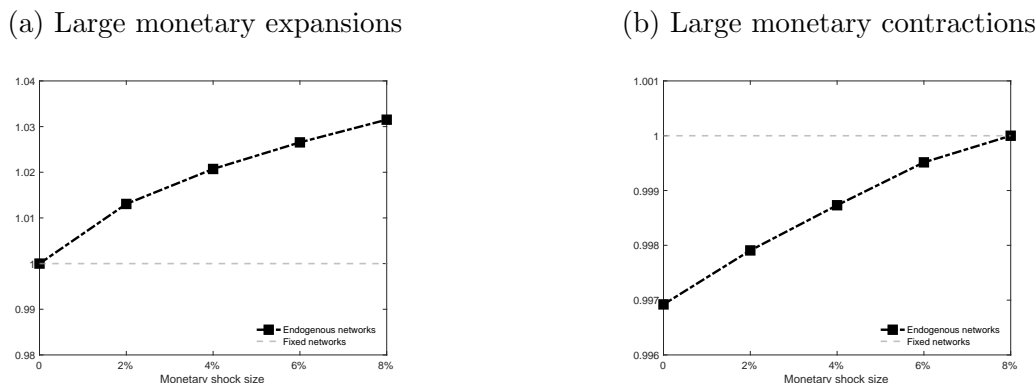 (a) Large monetary expansions
1.04
1.03
1.02
1.01
1
0.99
0.98
0
2%
4%
6%
8%
Monetary shock size
Endogenous networks
Fixed networks
(b) Large monetary contractions
1.001
1
0.999
0.998
0.997
0.996
0
2%
4%
6%
8%
Monetary shock size
Endogenous networks
Fixed networks